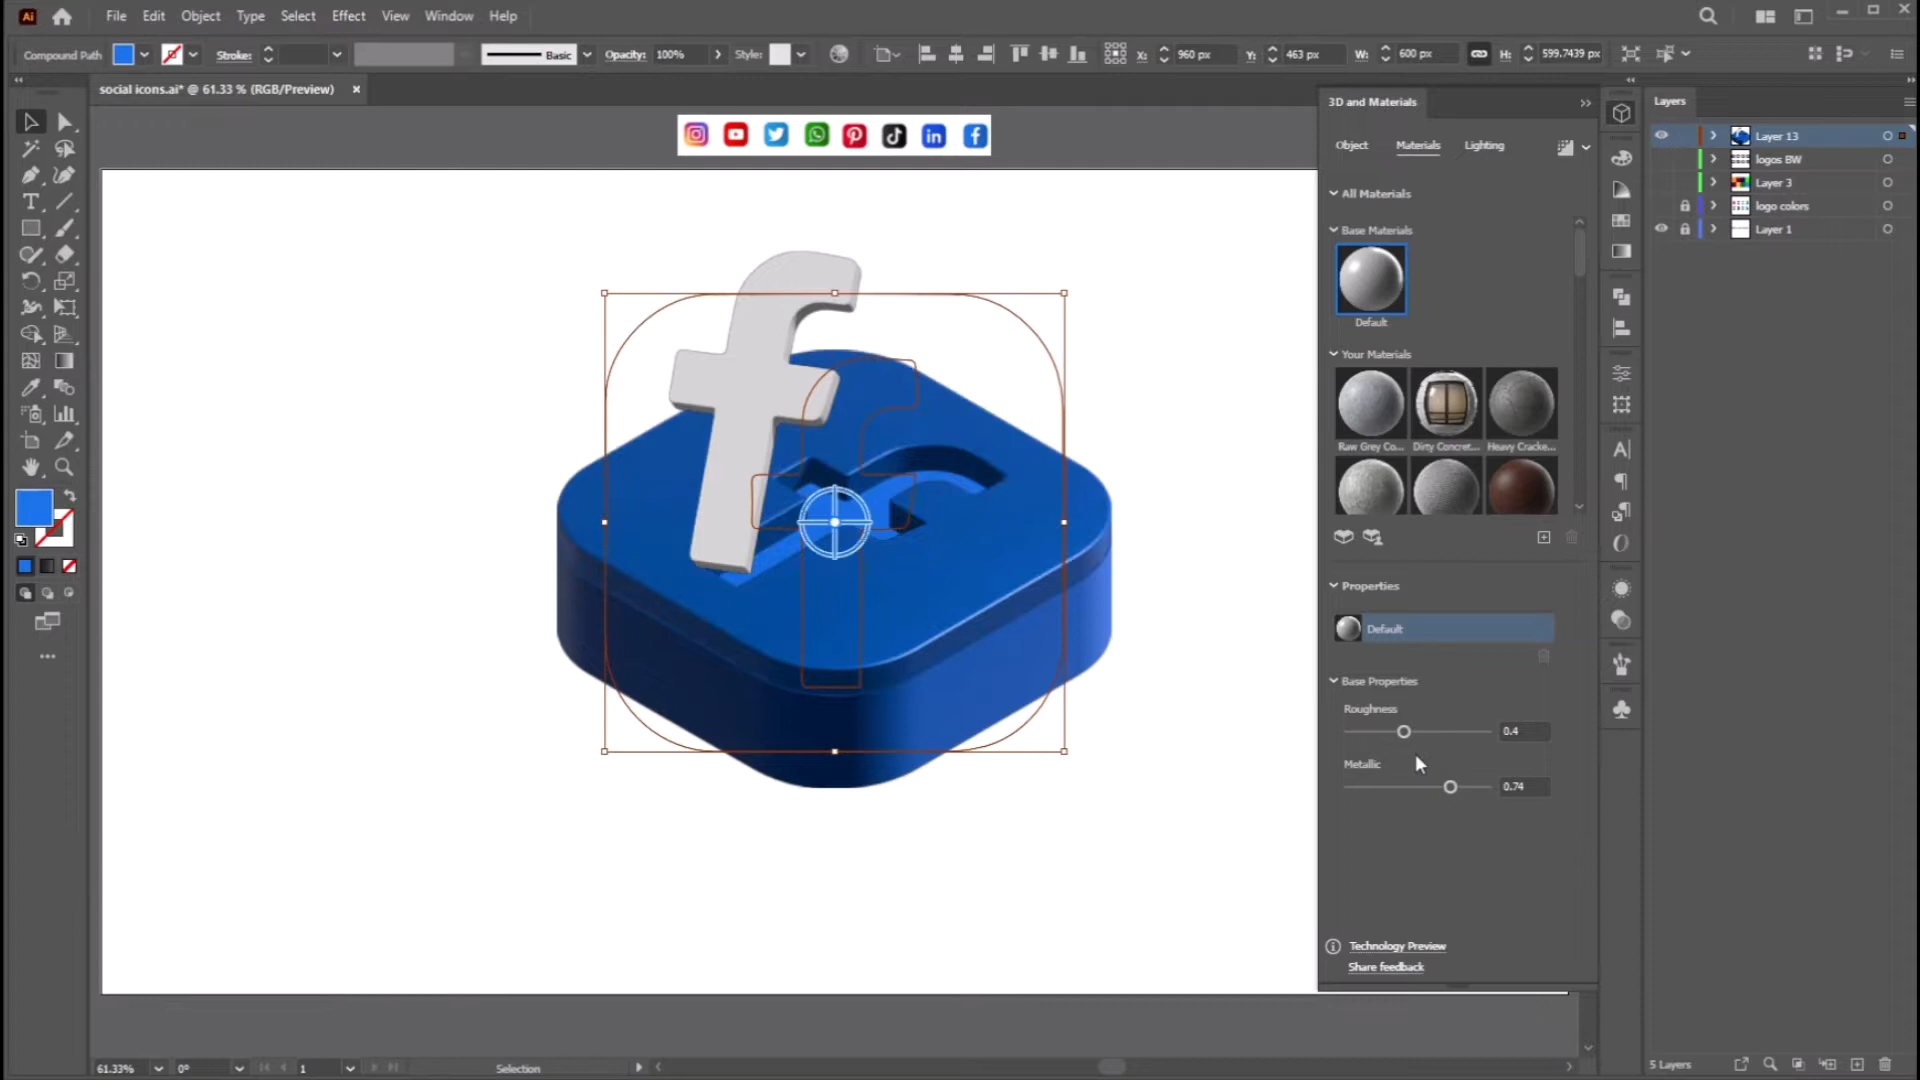 Ai File Edit Object Type Select Effect View Window Help
Compound Path Stroke: Basic Opacity: 100% Style: X: 960 px Y: 463 px W: 600 px H: 599.7439 px
social icons.ai* @ 61.33 % (RGB/Preview)
3D and Materials
Layers
Object Materials Lighting
Layer 13
logos BW
Layer 3
logo colors
Layer 1
All Materials
Base Materials
Default
Your Materials
Raw Grey Co... Dirty Concret... Heavy Cracke...
Properties
Default
Base Properties
Roughness
0.4
Metallic
0.74
Technology Preview
Share feedback
61.33% 0° 1 Selection
5 Layers